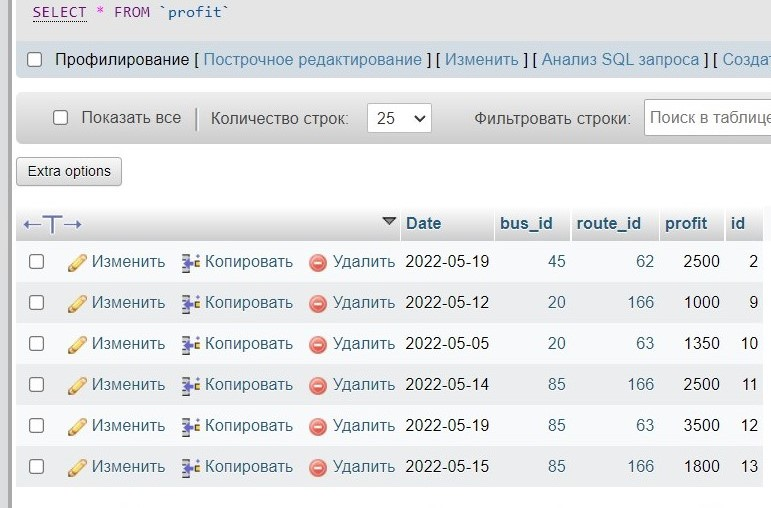 SELECT * FROM `profit`
Профилирование [ Построчное редактирование ] [ Изменить ] [ Анализ SQL запроса ] [
Показать все | Количество строк: 25 Фильтровать строки: Поиск в таблице
Extra options
←T→ Date bus_id route_id profit id
Изменить Копировать Удалить 2022-05-19 45 62 2500 2
Изменить Копировать Удалить 2022-05-12 20 166 1000 9
Изменить Копировать Удалить 2022-05-05 20 63 1350 10
Изменить Копировать Удалить 2022-05-14 85 166 2500 11
Изменить Копировать Удалить 2022-05-19 85 63 3500 12
Изменить Копировать Удалить 2022-05-15 85 166 1800 13